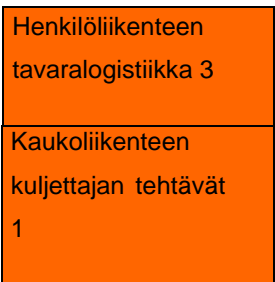 Henkilöliikenteen
tavaralogistiikka 3
Kaukoliikenteen
kuljettajan tehtävät
1